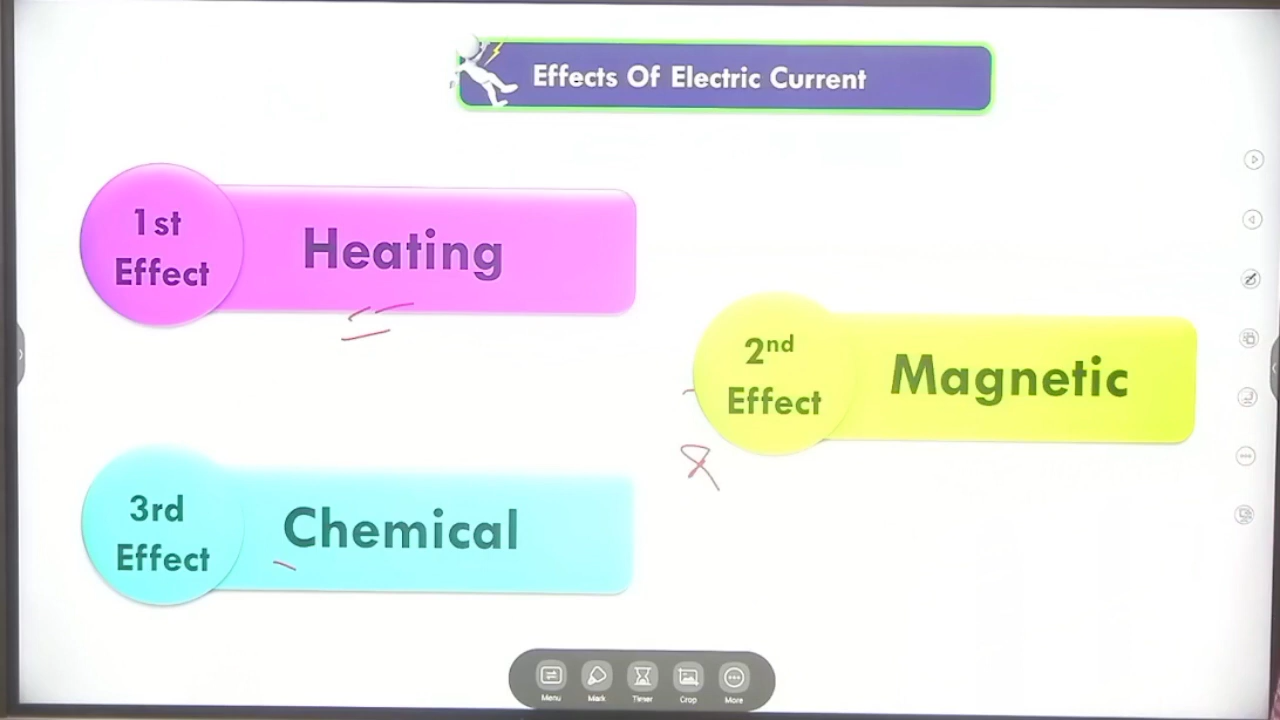 Effects Of Electric Current
1st
Effect
Heating
2nd
Effect
Magnetic
3rd
Effect
Chemical
Menu
Mark
Timer
Crop
More